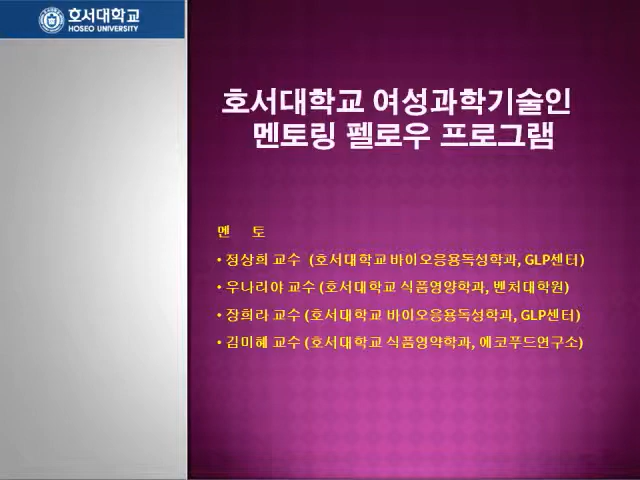 호서대학교
HOSEO UNIVERSITY
호서대학교 여성과학기술인
멘토링 펠로우 프로그램
멘 토
• 정상희 교수 (호서대학교 바이오응용독성학과, GLP센터)
• 우나리야 교수 (호서대학교 식품영양학과, 벤처대학원)
• 장희라 교수 (호서대학교 바이오응용독성학과, GLP센터)
• 김미혜 교수 (호서대학교 식품영양학과, 에코푸드연구소)